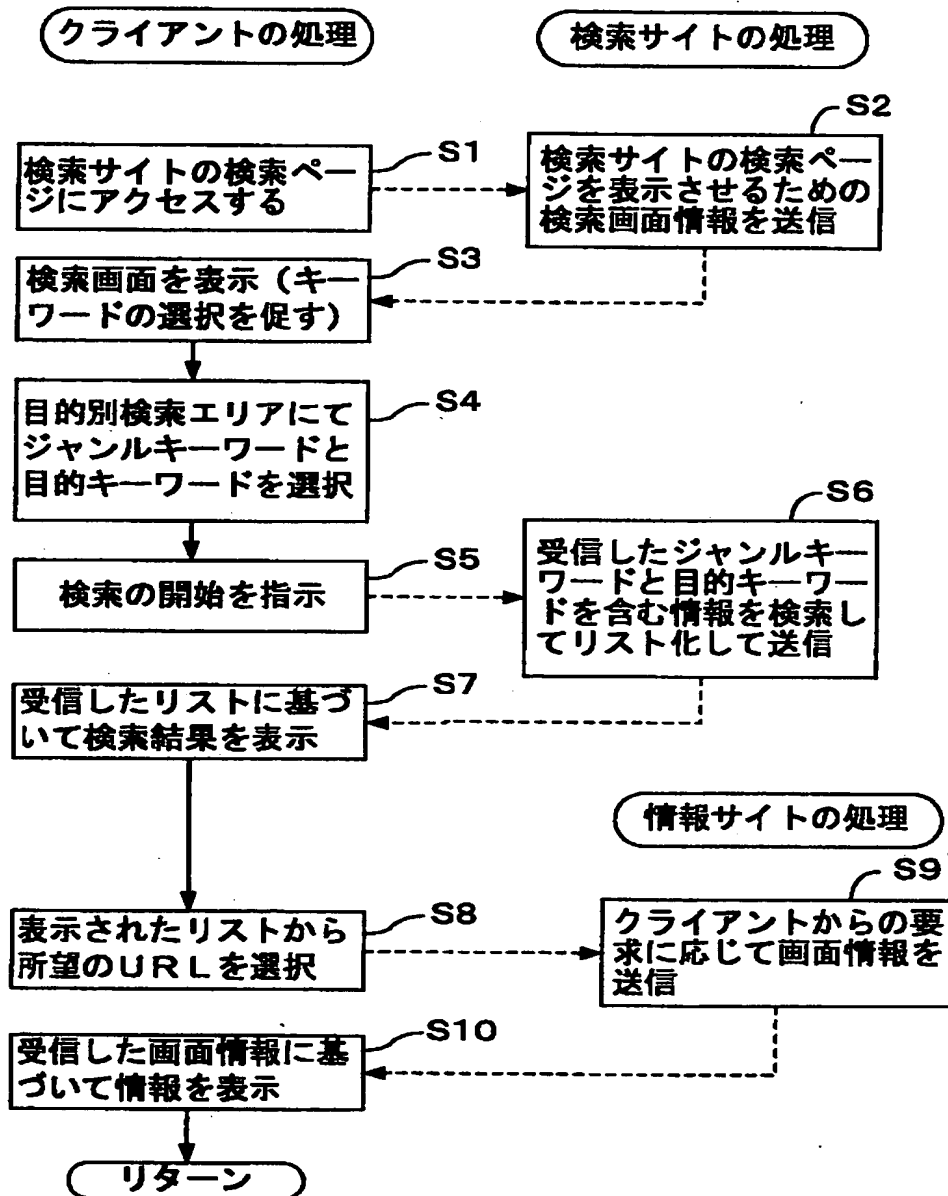 クライアントの処理
検索サイトの処理
S1
検索サイトの検索ペー
ジにアクセスする
S2
検索サイトの検索ペー
ジを表示させるための
検索画面情報を送信
S3
検索画面を表示（キー
ワードの選択を促す）
S4
目的別検索エリアにて
ジャンルキーワードと
目的キーワードを選択
S5
検索の開始を指示
S6
受信したジャンルキー
ワードと目的キーワー
ドを含む情報を検索し
てリスト化して送信
S7
受信したリストに基づ
いて検索結果を表示
情報サイトの処理
S8
表示されたリストから
所望のURLを選択
S9
クライアントからの要
求に応じて画面情報を
送信
S10
受信した画面情報に基
づいて情報を表示
リターン